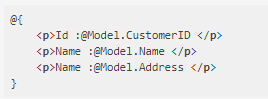 @{
<p>Id :@Model.CustomerID </p>
<p>Name :@Model.Name </p>
<p>Name :@Model.Address </p>
}